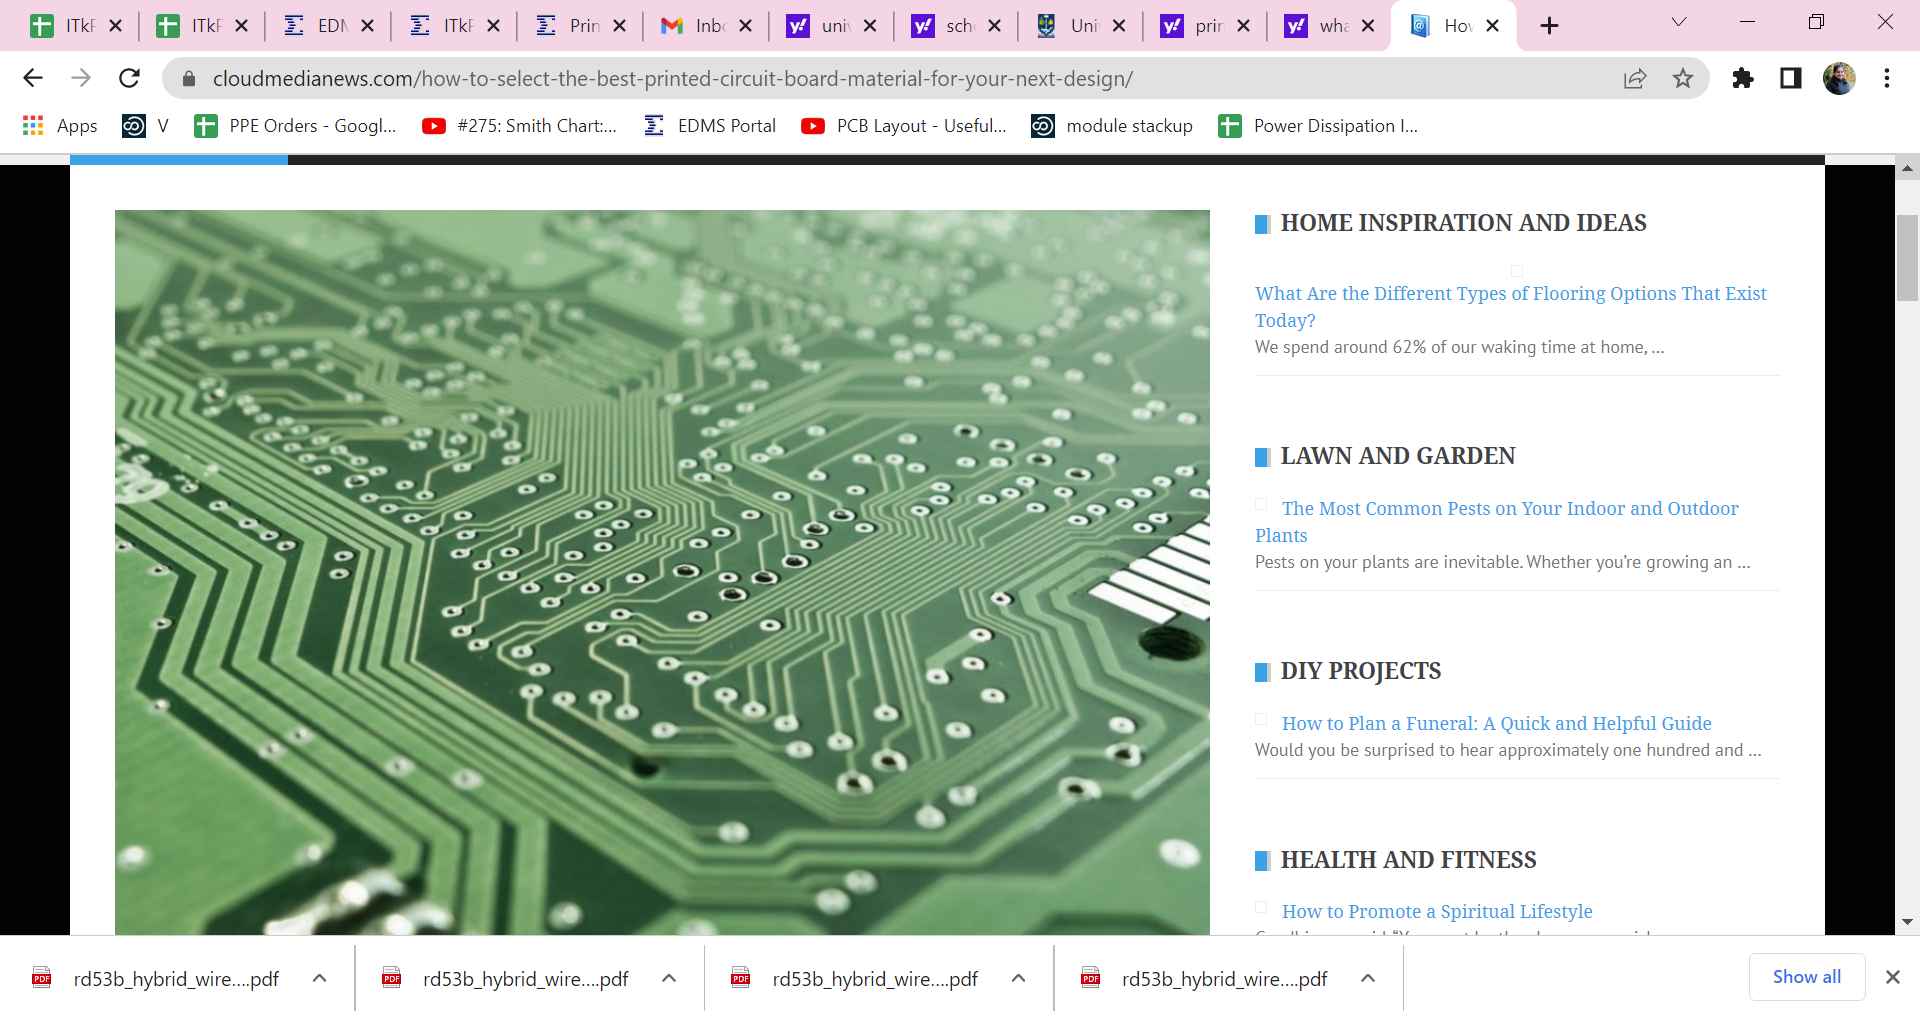 ITkF
ITkF
EDM
ITkF
Prin
Inbo
univ
sch
Univ
prin
wha
How
cloudmedianews.com/how-to-select-the-best-printed-circuit-board-material-for-your-next-design/
Apps
V
PPE Orders - Googl...
#275: Smith Chart:...
EDMS Portal
PCB Layout - Useful...
module stackup
Power Dissipation I...
HOME INSPIRATION AND IDEAS
What Are the Different Types of Flooring Options That Exist
Today?
We spend around 62% of our waking time at home, ...
LAWN AND GARDEN
The Most Common Pests on Your Indoor and Outdoor
Plants
Pests on your plants are inevitable. Whether you’re growing an ...
DIY PROJECTS
How to Plan a Funeral: A Quick and Helpful Guide
Would you be surprised to hear approximately one hundred and ...
HEALTH AND FITNESS
How to Promote a Spiritual Lifestyle
PDF rd53b_hybrid_wire....pdf
PDF rd53b_hybrid_wire....pdf
PDF rd53b_hybrid_wire....pdf
PDF rd53b_hybrid_wire....pdf
Show all